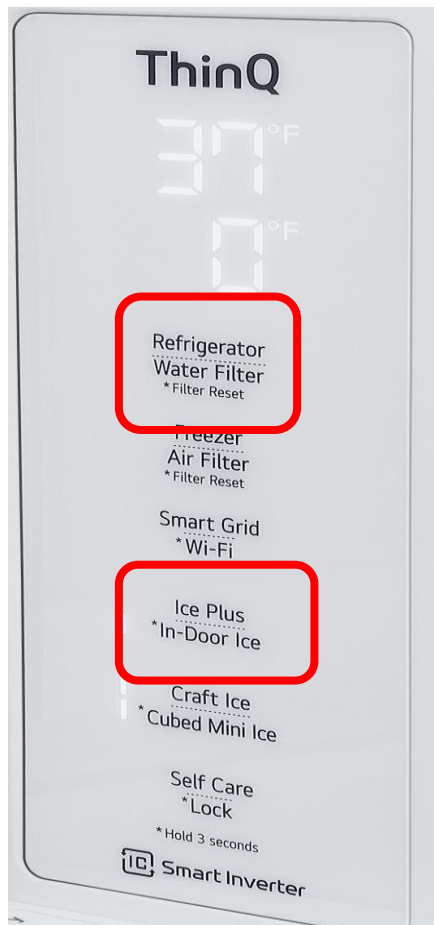 ThinQ
37 °F
0 °F
Refrigerator
Water Filter
*Filter Reset
Freezer
Air Filter
*Filter Reset
Smart Grid
*Wi-Fi
Ice Plus
*In-Door Ice
Craft Ice
*Cubed Mini Ice
Self Care
*Lock
*Hold 3 seconds
IC Smart Inverter